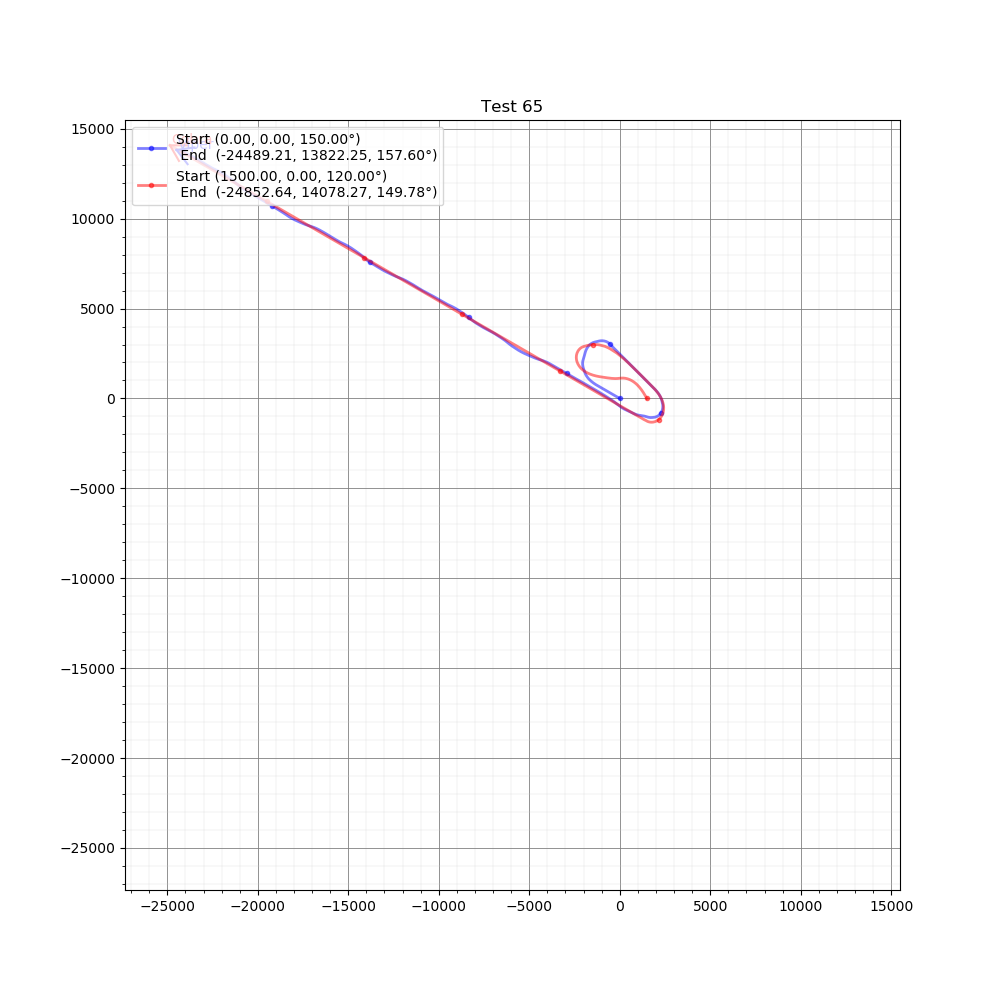 Test 65
Start (0.00, 0.00, 150.00°)
End (-24489.21, 13822.25, 157.60°)
Start (1500.00, 0.00, 120.00°)
End (-24852.64, 14078.27, 149.78°)
15000
10000
5000
0
−5000
−10000
−15000
−20000
−25000
−25000 −20000 −15000 −10000 −5000 0 5000 10000 15000